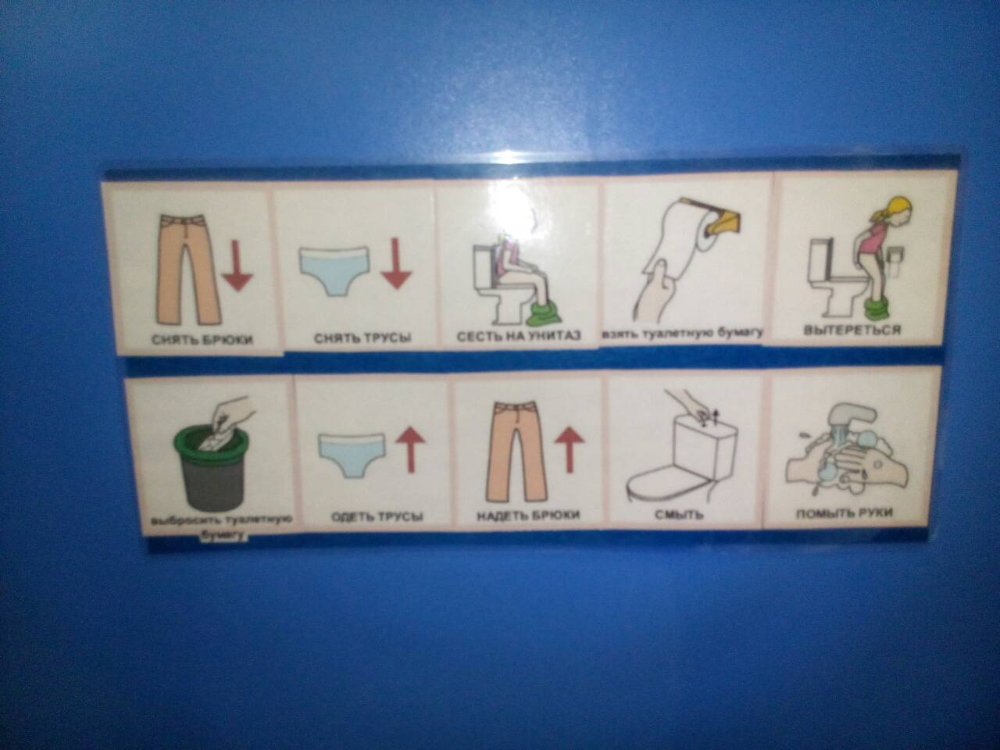 СНЯТЬ БРЮКИ
СНЯТЬ ТРУСЫ
СЕСТЬ НА УНИТАЗ
взять туалетную бумагу
ВЫТЕРЕТЬСЯ
выбросить туалетную
бумагу
ОДЕТЬ ТРУСЫ
НАДЕТЬ БРЮКИ
СМЫТЬ
ПОМЫТЬ РУКИ